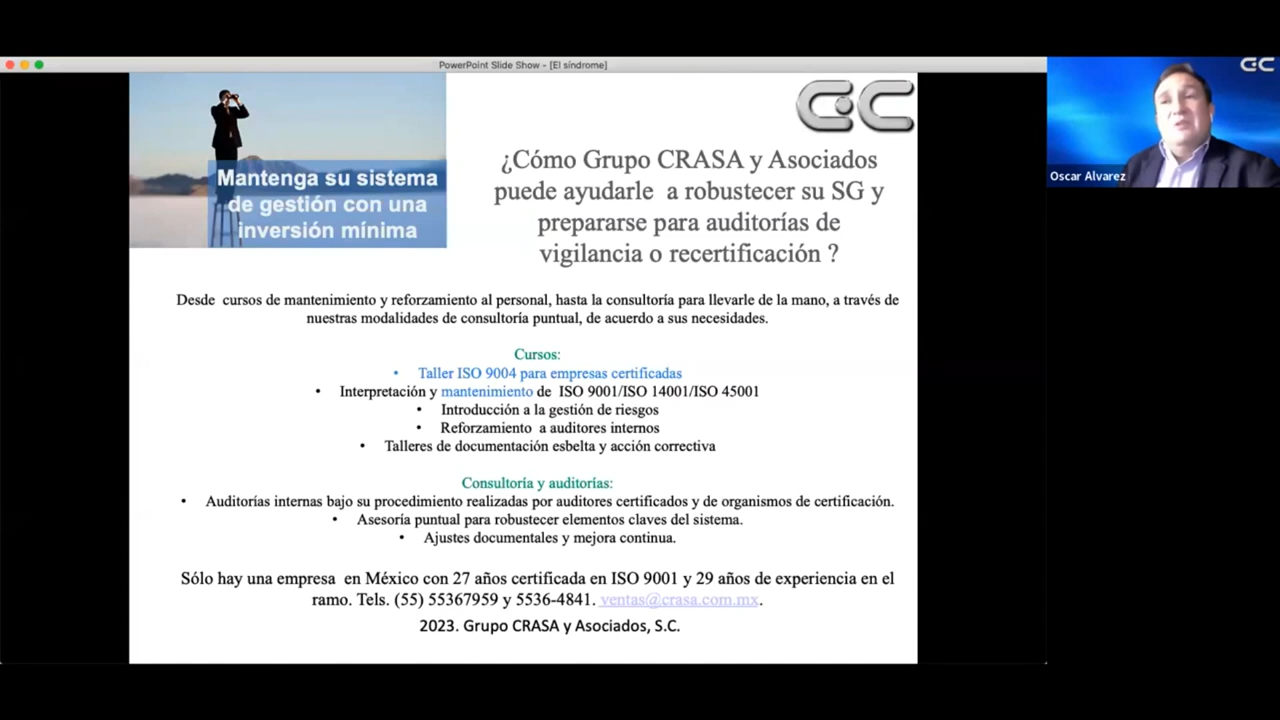 PowerPoint Slide Show - [El síndrome]
GC
Oscar Alvarez
Mantenga su sistema
de gestión con una
inversión mínima
GC
¿Cómo Grupo CRASA y Asociados
puede ayudarle a robustecer su SG y
prepararse para auditorías de
vigilancia o recertificación ?
Desde cursos de mantenimiento y reforzamiento al personal, hasta la consultoría para llevarle de la mano, a través de
nuestras modalidades de consultoría puntual, de acuerdo a sus necesidades.
Cursos:
• Taller ISO 9004 para empresas certificadas
• Interpretación y mantenimiento de ISO 9001/ISO 14001/ISO 45001
• Introducción a la gestión de riesgos
• Reforzamiento a auditores internos
• Talleres de documentación esbelta y acción correctiva
Consultoría y auditorías:
• Auditorías internas bajo su procedimiento realizadas por auditores certificados y de organismos de certificación.
• Asesoría puntual para robustecer elementos claves del sistema.
• Ajustes documentales y mejora continua.
Sólo hay una empresa en México con 27 años certificada en ISO 9001 y 29 años de experiencia en el
ramo. Tels. (55) 55367959 y 5536-4841. ventas@crasa.com.mx.
2023. Grupo CRASA y Asociados, S.C.